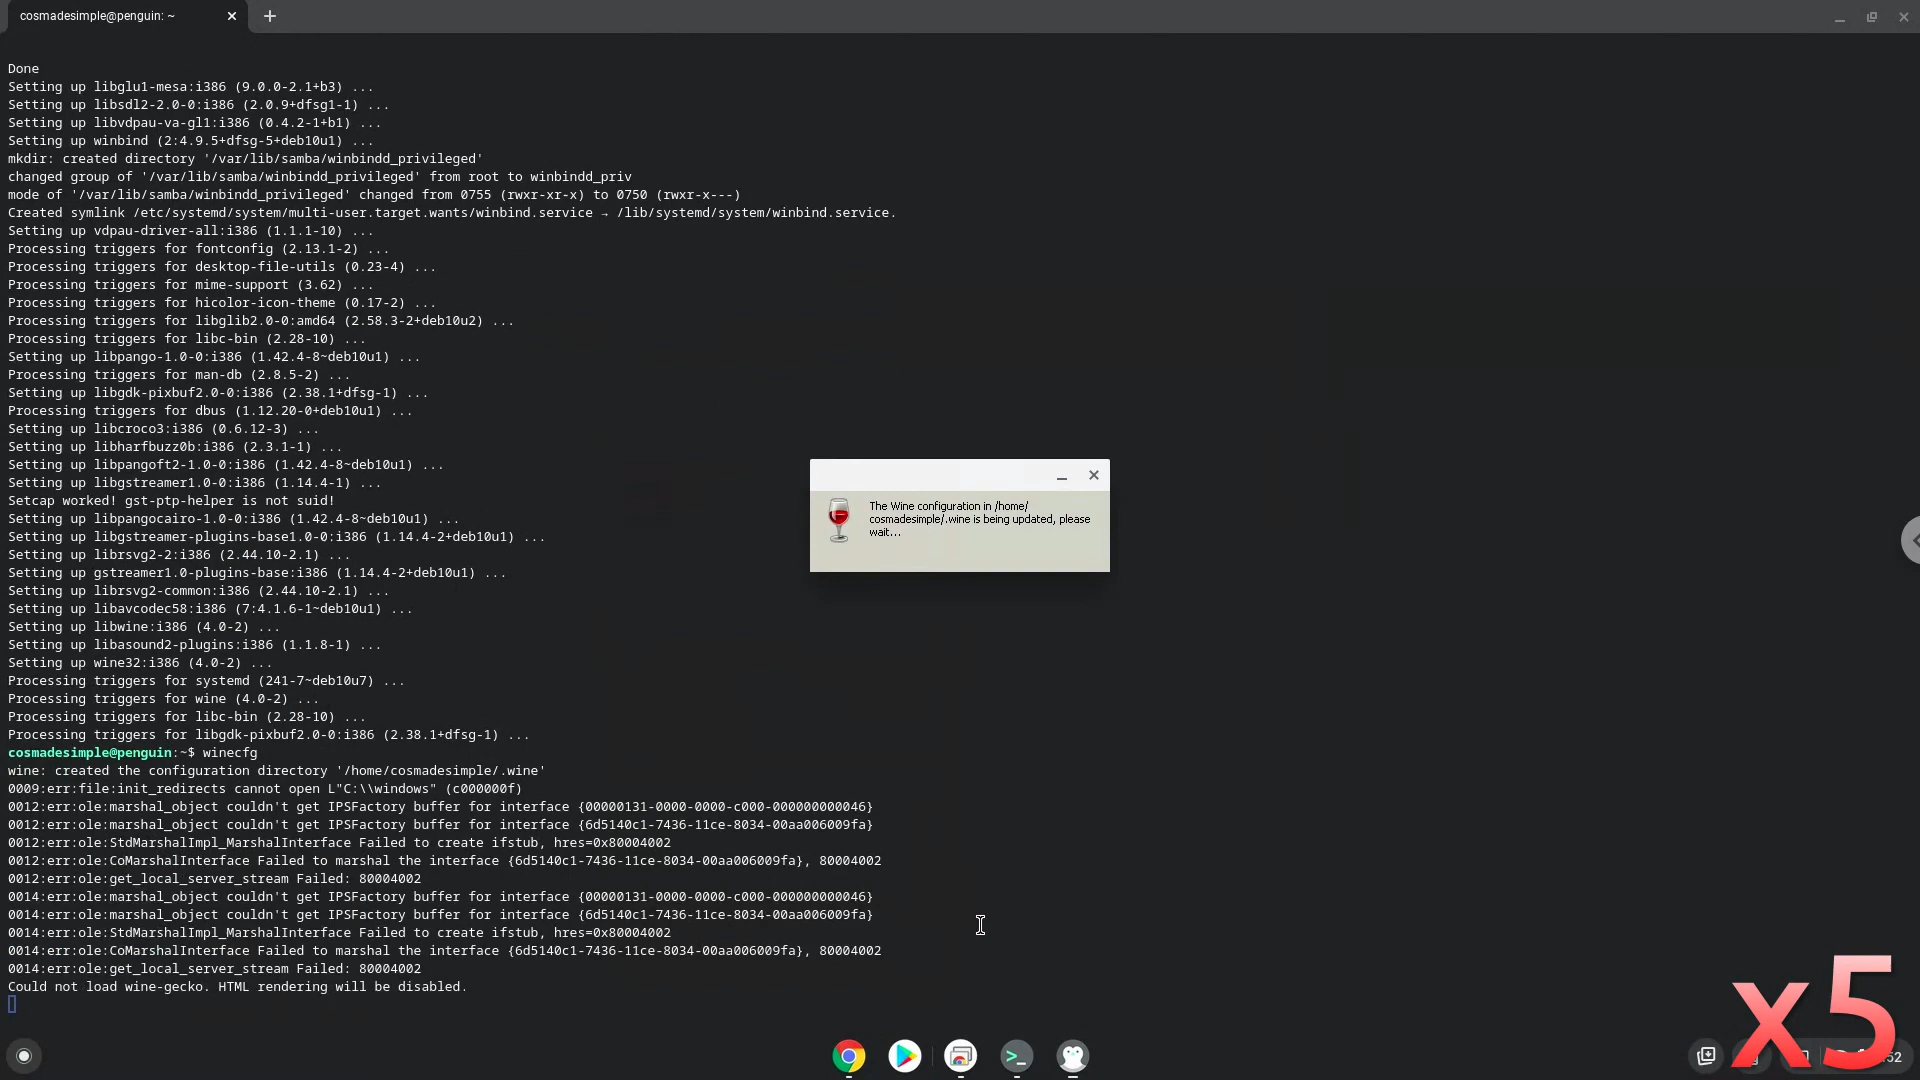 cosmadesimple@penguin: ~
Done
Setting up libglu1-mesa:i386 (9.0.0-2.1+b3) ...
Setting up libsdl2-2.0-0:i386 (2.0.9+dfsg1-1) ...
Setting up libvdpau-va-gl1:i386 (0.4.2-1+b1) ...
Setting up winbind (2:4.9.5+dfsg-5+deb10u1) ...
mkdir: created directory '/var/lib/samba/winbindd_privileged'
changed group of '/var/lib/samba/winbindd_privileged' from root to winbindd_priv
mode of '/var/lib/samba/winbindd_privileged' changed from 0755 (rwxr-xr-x) to 0750 (rwxr-x---)
Created symlink /etc/systemd/system/multi-user.target.wants/winbind.service → /lib/systemd/system/winbind.service.
Setting up vdpau-driver-all:i386 (1.1.1-10) ...
Processing triggers for fontconfig (2.13.1-2) ...
Processing triggers for desktop-file-utils (0.23-4) ...
Processing triggers for mime-support (3.62) ...
Processing triggers for hicolor-icon-theme (0.17-2) ...
Processing triggers for libglib2.0-0:amd64 (2.58.3-2+deb10u2) ...
Processing triggers for libc-bin (2.28-10) ...
Setting up libpango-1.0-0:i386 (1.42.4-8~deb10u1) ...
Processing triggers for man-db (2.8.5-2) ...
Setting up libgdk-pixbuf2.0-0:i386 (2.38.1+dfsg-1) ...
Processing triggers for dbus (1.12.20-0+deb10u1) ...
Setting up libcroco3:i386 (0.6.12-3) ...
Setting up libharfbuzz0b:i386 (2.3.1-1) ...
Setting up libpangoft2-1.0-0:i386 (1.42.4-8~deb10u1) ...
Setting up libgstreamer1.0-0:i386 (1.14.4-1) ...
Setcap worked! gst-ptp-helper is not suid!
Setting up libpangocairo-1.0-0:i386 (1.42.4-8~deb10u1) ...
Setting up libgstreamer-plugins-base1.0-0:i386 (1.14.4-2+deb10u1) ...
Setting up librsvg2-2:i386 (2.44.10-2.1) ...
Setting up gstreamer1.0-plugins-base:i386 (1.14.4-2+deb10u1) ...
Setting up librsvg2-common:i386 (2.44.10-2.1) ...
Setting up libavcodec58:i386 (7:4.1.6-1~deb10u1) ...
Setting up libwine:i386 (4.0-2) ...
Setting up libasound2-plugins:i386 (1.1.8-1) ...
Setting up wine32:i386 (4.0-2) ...
Processing triggers for systemd (241-7~deb10u7) ...
Processing triggers for wine (4.0-2) ...
Processing triggers for libc-bin (2.28-10) ...
Processing triggers for libgdk-pixbuf2.0-0:i386 (2.38.1+dfsg-1) ...
cosmadesimple@penguin:~$ winecfg
wine: created the configuration directory '/home/cosmadesimple/.wine'
0009:err:file:init_redirects cannot open L"C:\\windows" (c000000f)
0012:err:ole:marshal_object couldn't get IPSFactory buffer for interface {00000131-0000-0000-c000-000000000046}
0012:err:ole:marshal_object couldn't get IPSFactory buffer for interface {6d5140c1-7436-11ce-8034-00aa006009fa}
0012:err:ole:StdMarshalImpl_MarshalInterface Failed to create ifstub, hres=0x80004002
0012:err:ole:CoMarshalInterface Failed to marshal the interface {6d5140c1-7436-11ce-8034-00aa006009fa}, 80004002
0012:err:ole:get_local_server_stream Failed: 80004002
0014:err:ole:marshal_object couldn't get IPSFactory buffer for interface {00000131-0000-0000-c000-000000000046}
0014:err:ole:marshal_object couldn't get IPSFactory buffer for interface {6d5140c1-7436-11ce-8034-00aa006009fa}
0014:err:ole:StdMarshalImpl_MarshalInterface Failed to create ifstub, hres=0x80004002
0014:err:ole:CoMarshalInterface Failed to marshal the interface {6d5140c1-7436-11ce-8034-00aa006009fa}, 80004002
0014:err:ole:get_local_server_stream Failed: 80004002
Could not load wine-gecko. HTML rendering will be disabled.
The Wine configuration in /home/
cosmadesimple/.wine is being updated, please
wait...
x5